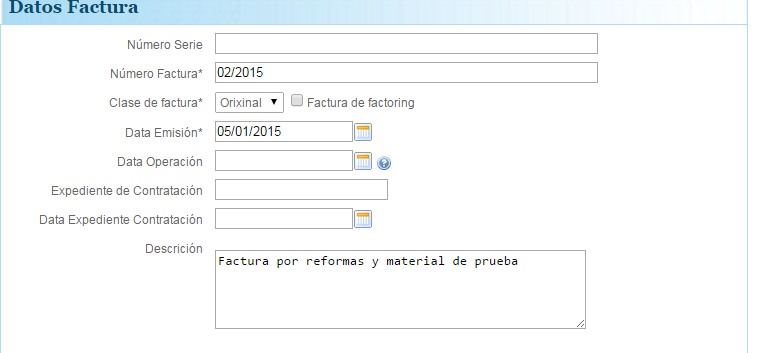 Datos Factura
Número Serie
Número Factura* 02/2015
Clase de factura* Orixinal Factura de factoring
Data Emisión* 05/01/2015
Data Operación
Expediente de Contratación
Data Expediente Contratación
Descrición
Factura por reformas y material de prueba